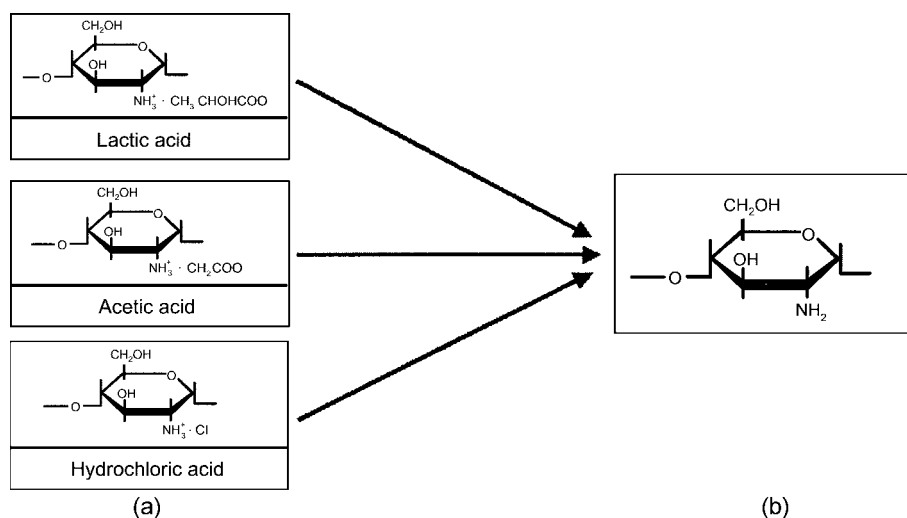 CH₂OH
O
OH
O
NH₃⁺ · CH₃ CHOHCOO
Lactic acid
CH₂OH
O
OH
O
NH₃⁺ · CH₂COO
Acetic acid
CH₂OH
O
OH
O
NH₃⁺ · Cl
Hydrochloric acid
(a)
CH₂OH
O
OH
O
NH₂
(b)